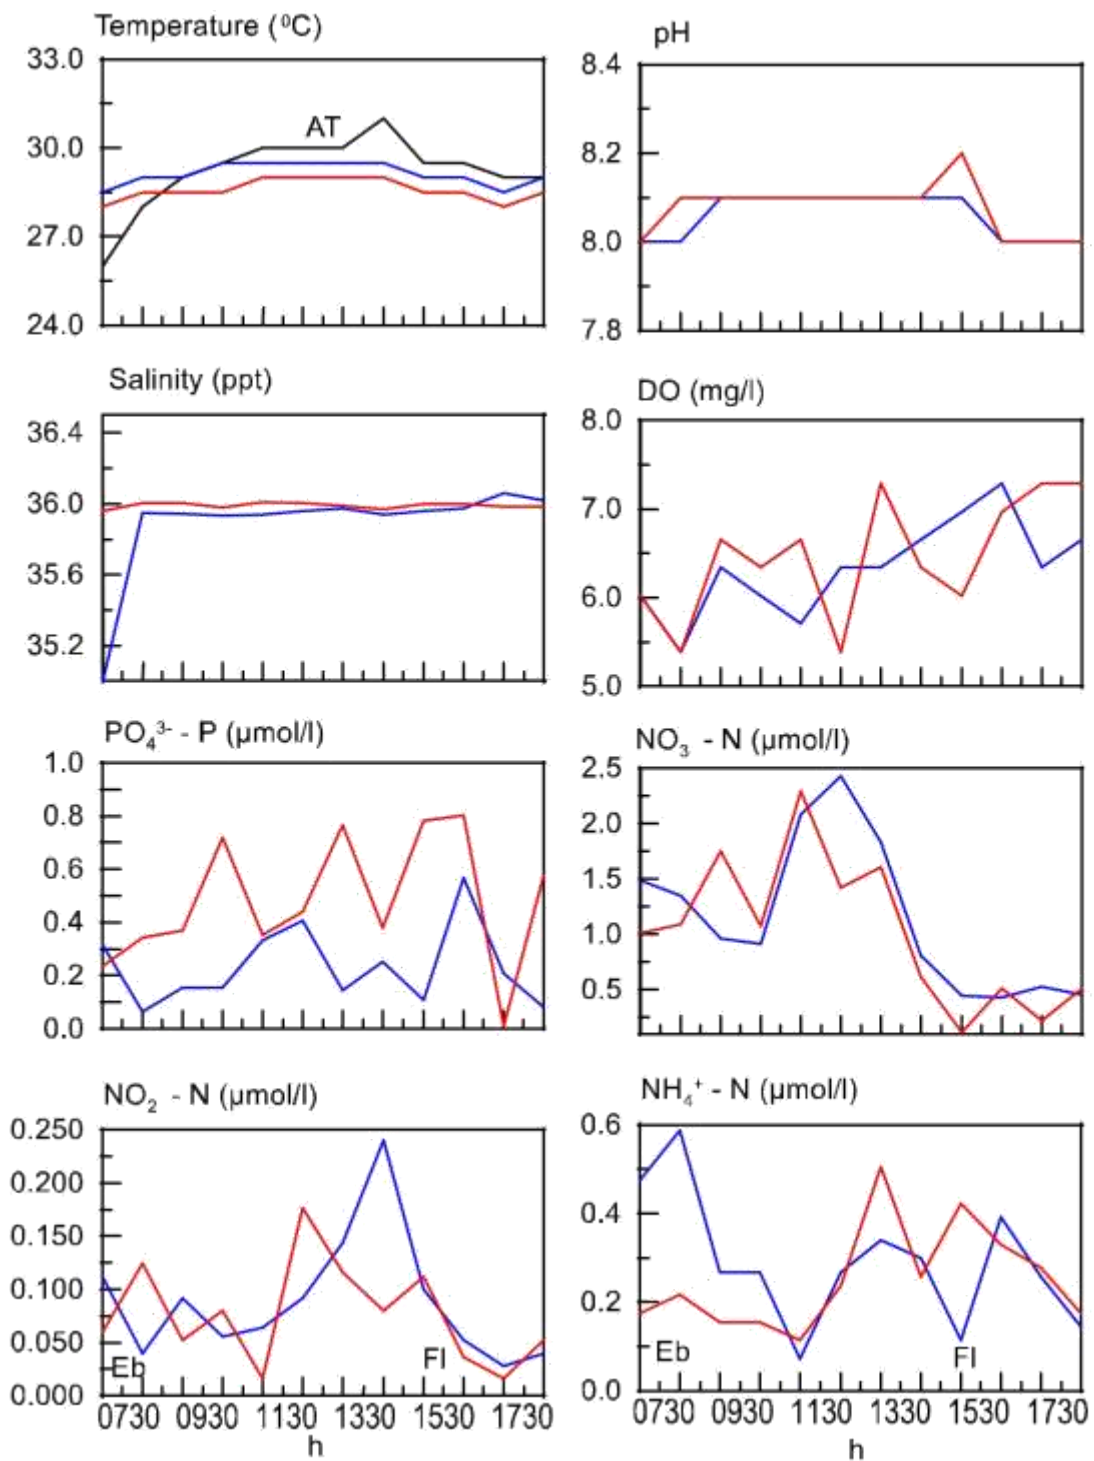 Temperature (⁰C)
33.0
30.0
27.0
24.0
AT
pH
8.4
8.2
8.0
7.8
Salinity (ppt)
36.4
36.0
35.6
35.2
DO (mg/l)
8.0
7.0
6.0
5.0
PO₄³⁻ - P (µmol/l)
1.0
0.8
0.6
0.4
0.2
0.0
NO₃ - N (µmol/l)
2.5
2.0
1.5
1.0
0.5
NO₂ - N (µmol/l)
0.250
0.200
0.150
0.100
0.050
0.000
Eb
Fl
0730 0930 1130 1330 1530 1730
h
NH₄⁺ - N (µmol/l)
0.6
0.4
0.2
0.0
Eb
Fl
0730 0930 1130 1330 1530 1730
h